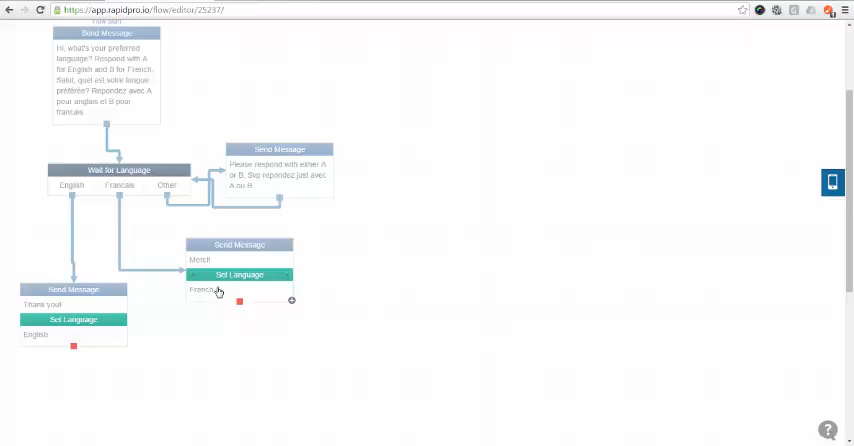 https://app.rapidpro.io/flow/editor/25237/
Flow Start
Send Message
Hi, what's your preferred
language? Respond with A
for English and B for French.
Salut, quel est votre langue
préférée? Repondez avec A
pour anglais et B pour
francais.
Send Message
Please respond with either A
or B. Svp repondez just avec
A ou B
Wait for Language
English Francais Other
Send Message
Merci!
Set Language
French
Send Message
Thank you!
Set Language
English